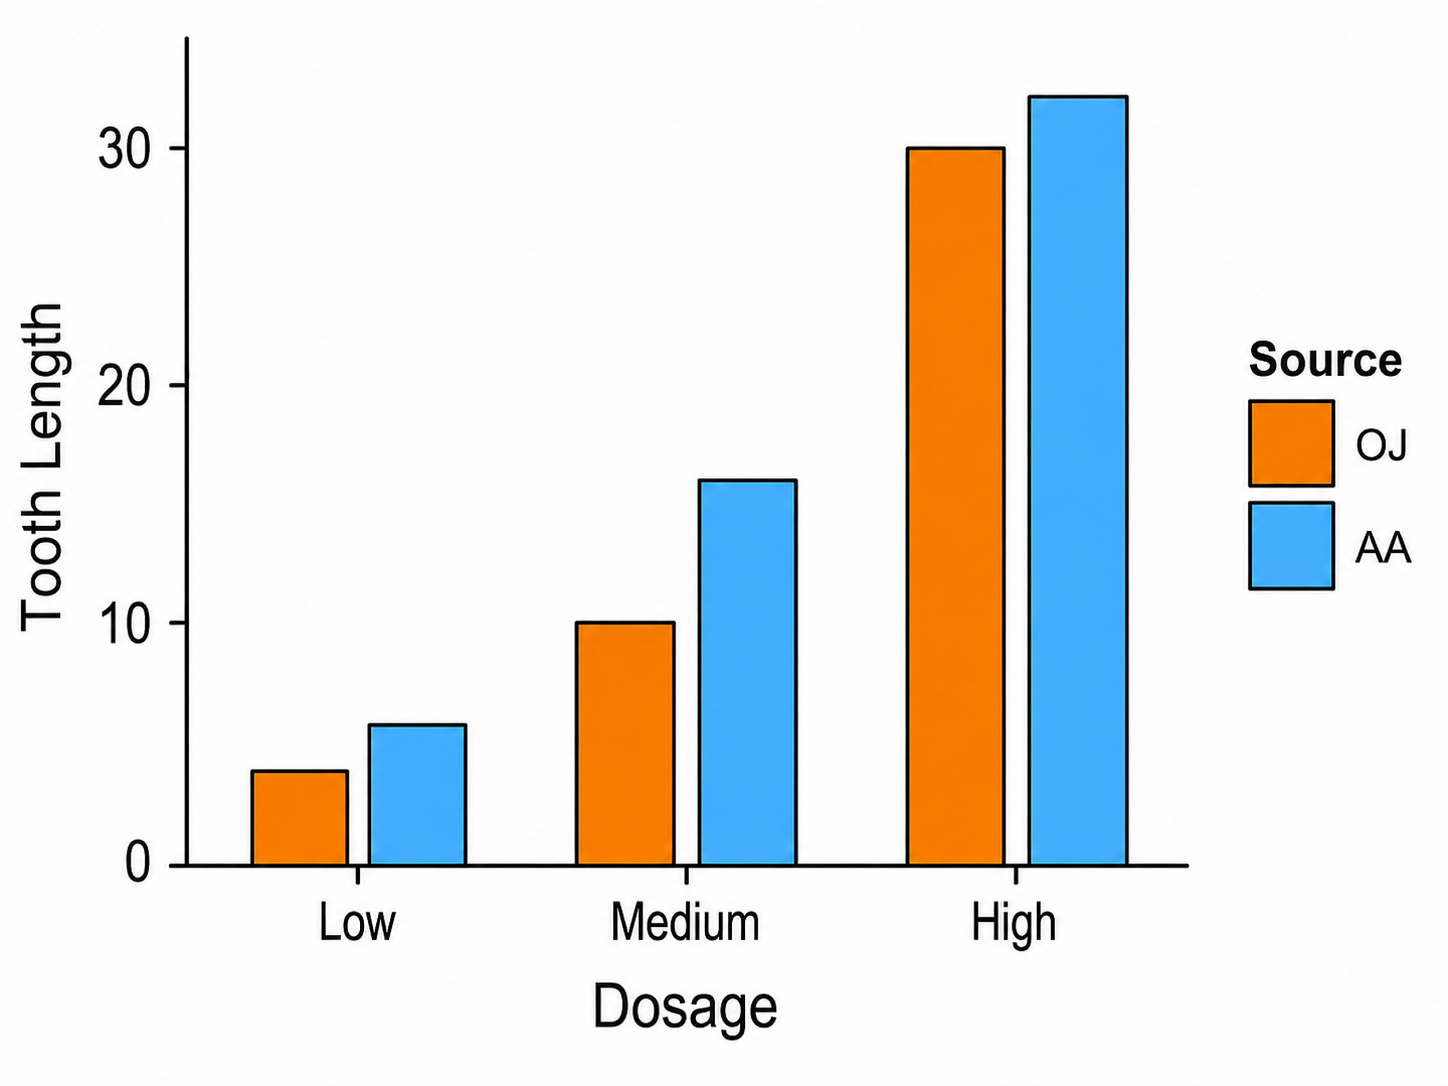 Tooth Length
30
20
10
0
Low
Medium
High
Dosage
Source
OJ
AA